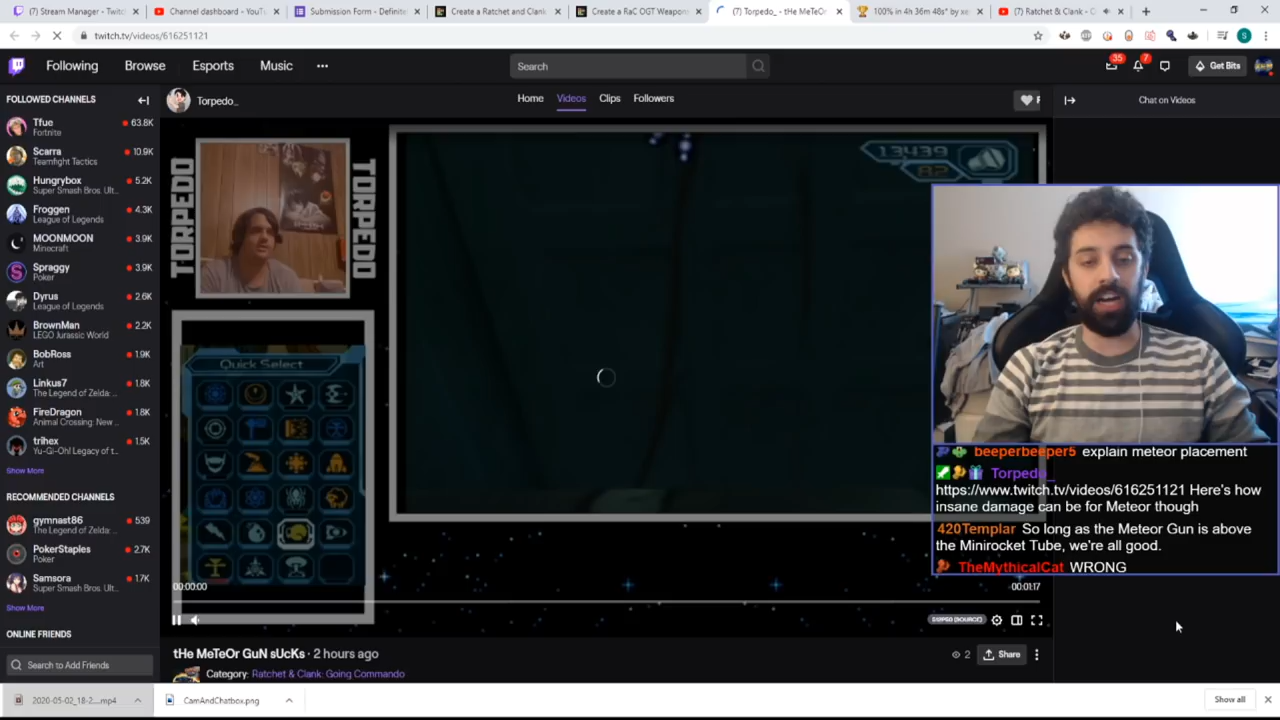 (7) Stream Manager - Twitc
Channel dashboard - YouTu
Submission Form - Definite
Create a Ratchet and Clank
Create a RaC OGT Weapons
(7) Torpedo_ - tHe MeTeOr
100% in 4h 36m 48s* by xe
(7) Ratchet & Clank - C
twitch.tv/videos/616251121
Following
Browse
Esports
Music
Search
35
7
Get Bits
FOLLOWED CHANNELS
Torpedo_
Home
Videos
Clips
Followers
Chat on Videos
Tfue
63.8K
Fortnite
Scarra
10.9K
Teamfight Tactics
Hungrybox
5.2K
Super Smash Bros. Ult..
Froggen
4.3K
League of Legends
MOONMOON
3.9K
Minecraft
Spraggy
3.9K
Poker
Dyrus
2.6K
League of Legends
BrownMan
2.2K
LEGO Jurassic World
BobRoss
1.9K
Art
Linkus7
1.8K
The Legend of Zelda: ..
FireDragon
1.8K
Animal Crossing: New ..
trihex
1.5K
Yu-Gi-Oh! Legacy of t...
Show More
RECOMMENDED CHANNELS
gymnast86
539
The Legend of Zelda: ..
PokerStaples
2.7K
Poker
Samsora
1.7K
Super Smash Bros. Ult..
Show More
ONLINE FRIENDS
Search to Add Friends
TORPEDO
TORPEDO
13439
82
Quick Select
00:00:00
00:01:17
tHe MeTeOr GuN sUcKs · 2 hours ago
2
Share
Category: Ratchet & Clank: Going Commando
beeperbeeper5 explain meteor placement
Torpedo_
https://www.twitch.tv/videos/616251121 Here's how
insane damage can be for Meteor though
420Templar So long as the Meteor Gun is above
the Minirocket Tube, we're all good.
TheMythicalCat WRONG
2020-05-02_18-2....mp4
CamAndChatbox.png
Show all